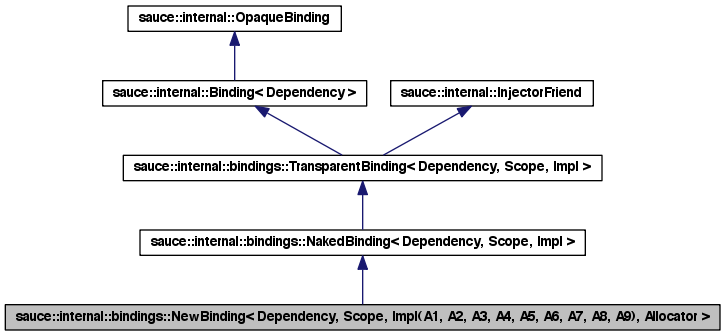 sauce::internal::OpaqueBinding
sauce::internal::Binding< Dependency >
sauce::internal::InjectorFriend
sauce::internal::bindings::TransparentBinding< Dependency, Scope, Impl >
sauce::internal::bindings::NakedBinding< Dependency, Scope, Impl >
sauce::internal::bindings::NewBinding< Dependency, Scope, Impl(A1, A2, A3, A4, A5, A6, A7, A8, A9), Allocator >